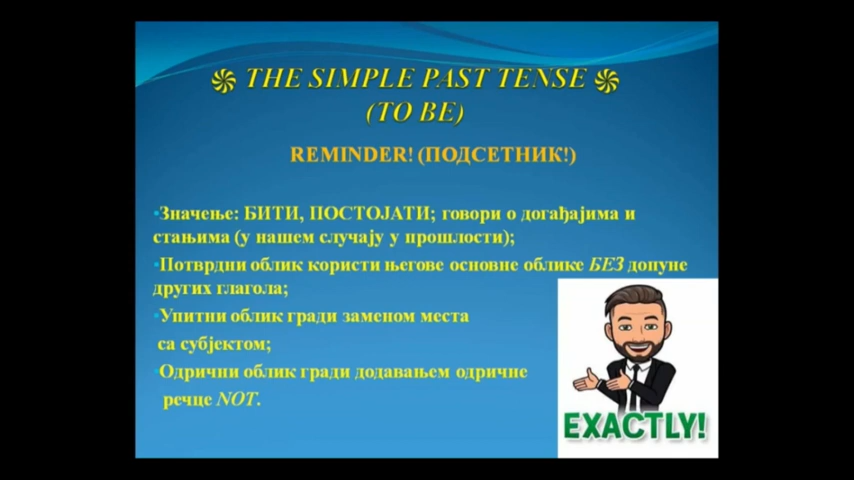 THE SIMPLE PAST TENSE
(TO BE)
REMINDER! (ПОДСЕТНИК!)
•Значење: БИТИ, ПОСТОЈАТИ; говори о догађајима и
стањима (у нашем случају у прошлости);
•Потврдни облик користи његове основне облике БЕЗ допуне
других глагола;
•Упитни облик гради заменом места
са субјектом;
•Одрични облик гради додавањем одричне
речце NOT.
EXACTLY!